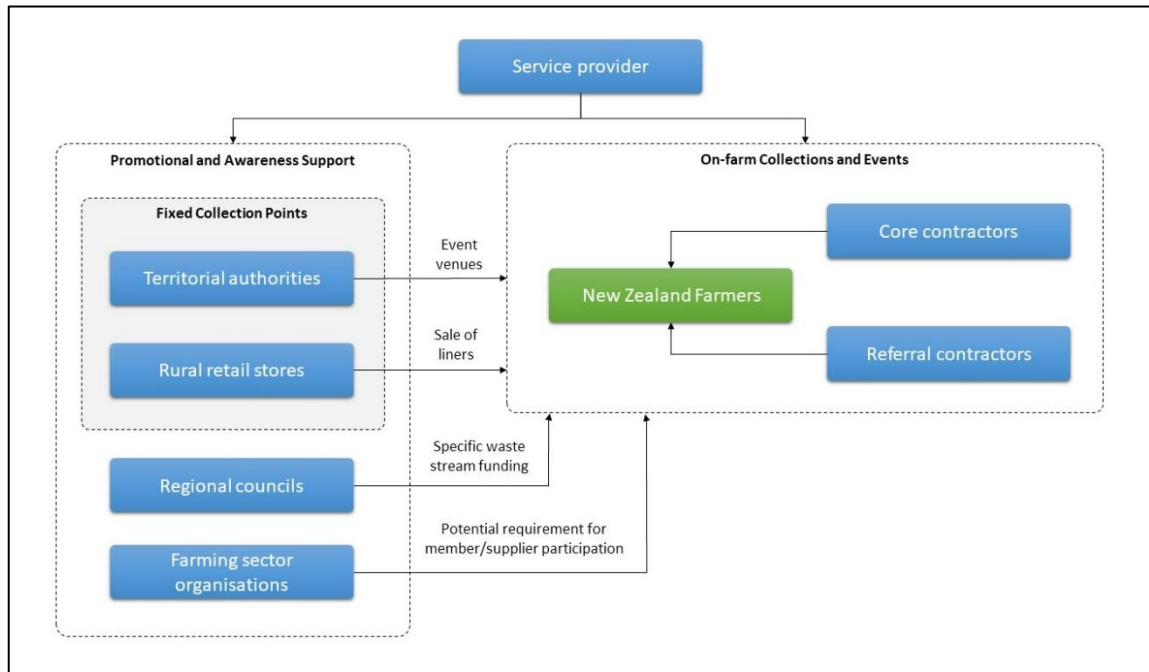 Service provider
Promotional and Awareness Support
Fixed Collection Points
Territorial authorities
Rural retail stores
Regional councils
Farming sector
organisations
Event
venues
Sale of
liners
Specific waste
stream funding
Potential requirement for
member/supplier participation
On-farm Collections and Events
New Zealand Farmers
Core contractors
Referral contractors